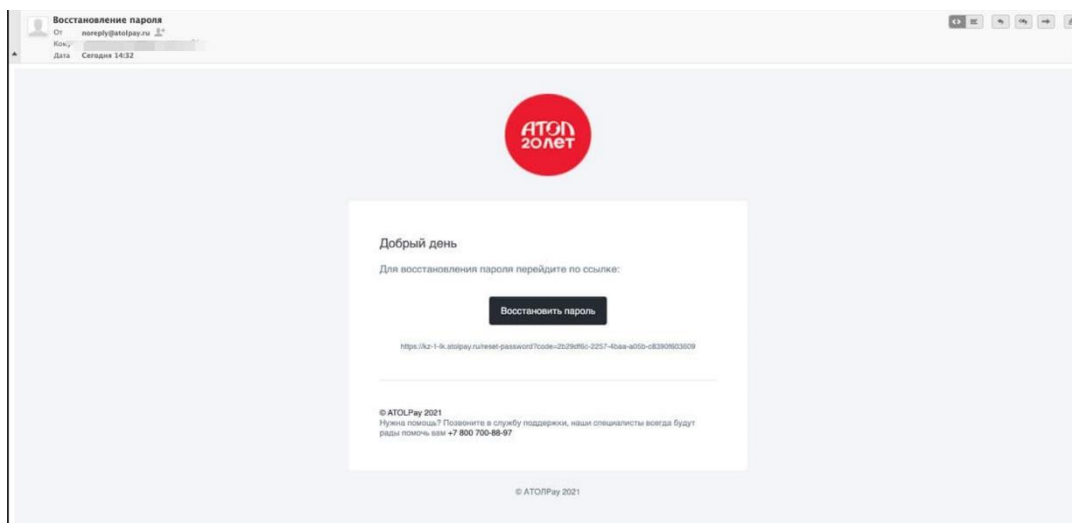 Восстановление пароля
От noreply@atolpay.ru
Кому
Дата Сегодня 14:32
АТОЛ
20 ЛЕТ
Добрый день
Для восстановления пароля перейдите по ссылке:
Восстановить пароль
https://kz-1-lk.atolpay.ru/reset-password?code=2b29df6c-2257-4baa-a05b-c8390f603609
© ATOLPay 2021
Нужна помощь? Позвоните в службу поддержки, наши специалисты всегда будут
рады помочь вам +7 800 700-88-97
© АТОЛPay 2021